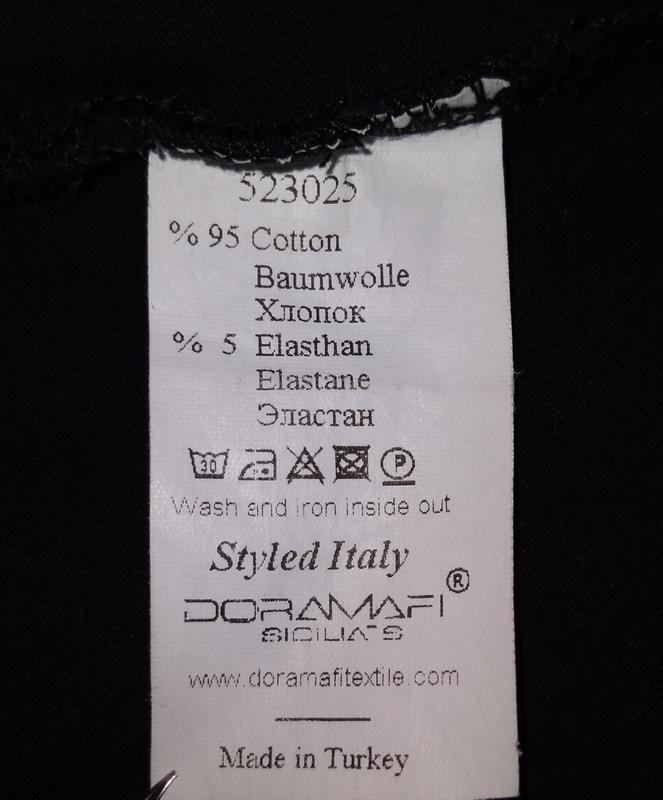 523025
% 95 Cotton
Baumwolle
Хлопок
% 5 Elasthan
Elastane
Эластан
30 P
Wash and iron inside out
Styled Italy
DORAMAFI ®
SICILIA'S
www.doramafitextile.com
Made in Turkey